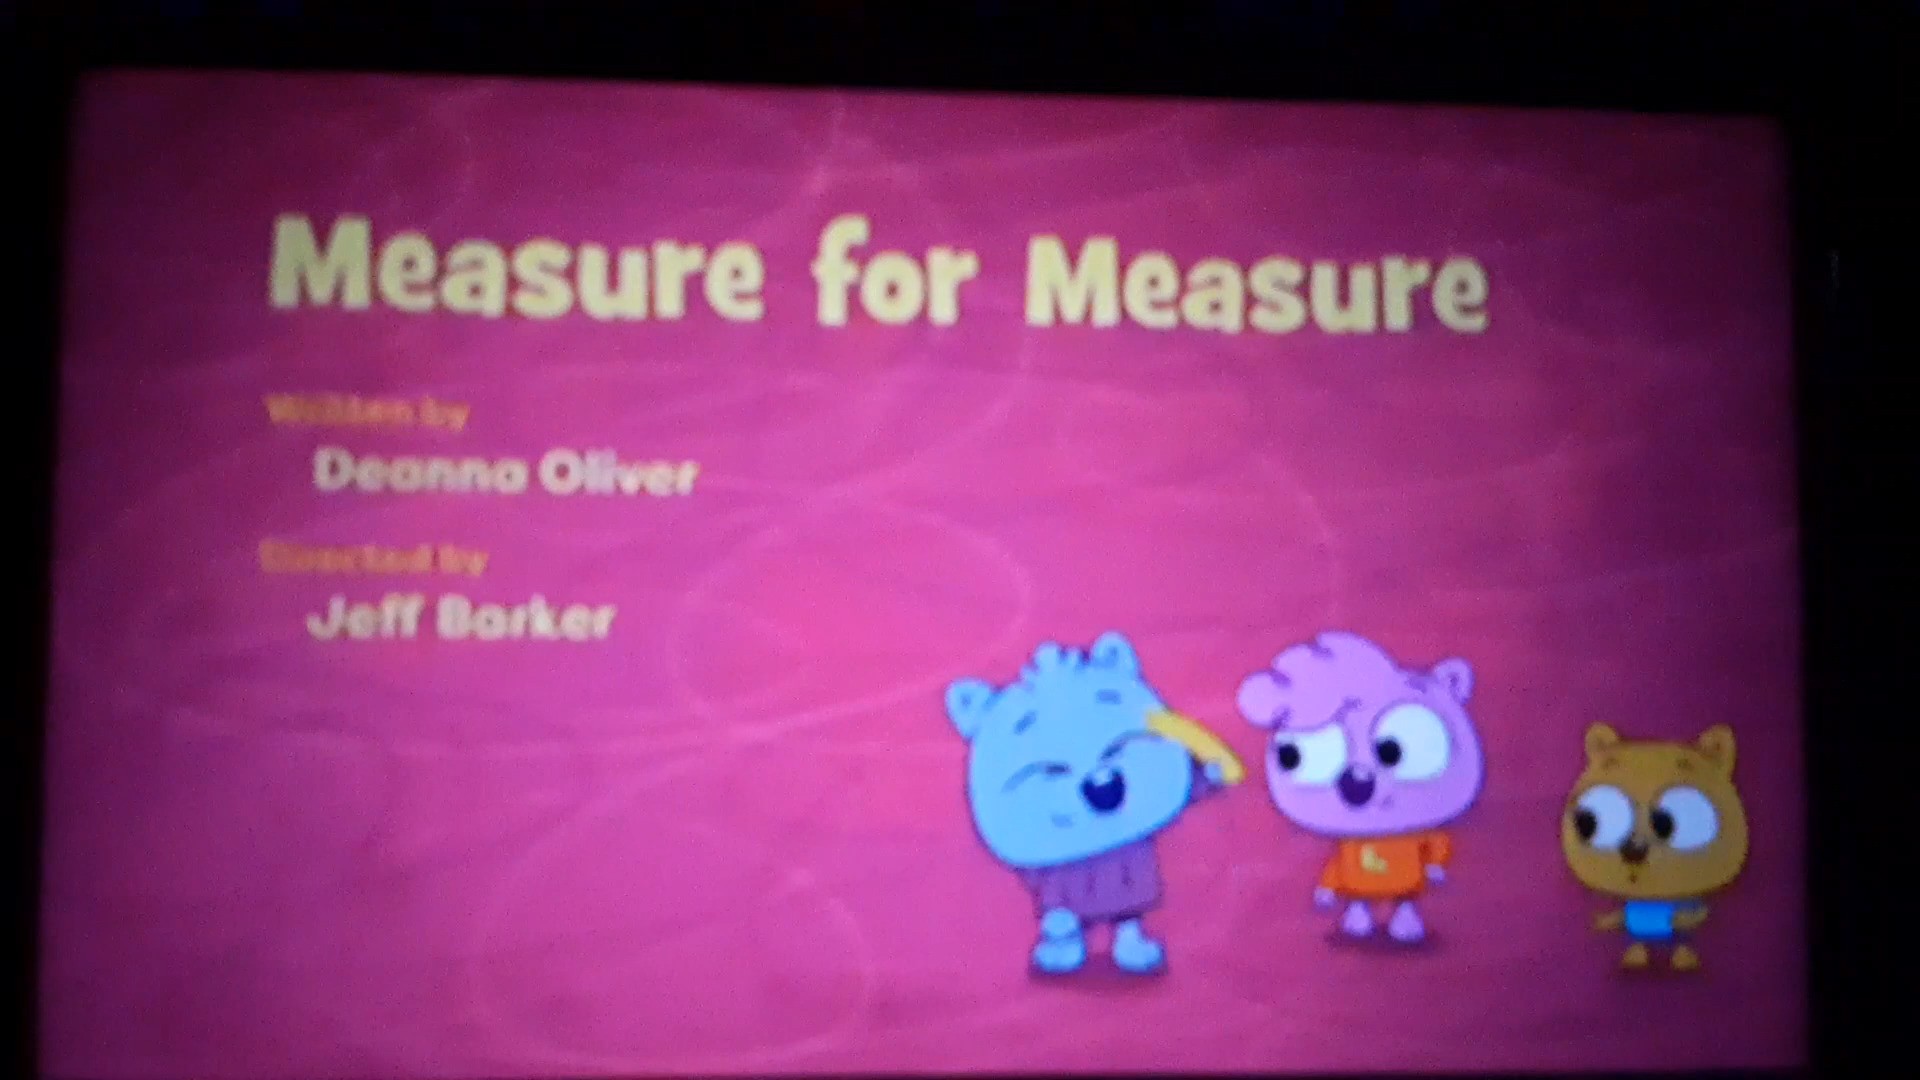 Measure for Measure
Written by
Deanna Oliver
Directed by
Jeff Barker
L